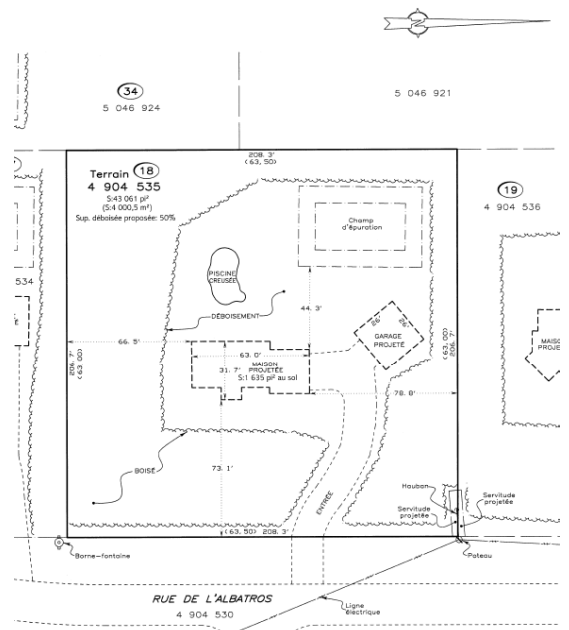 34
5 046 924
5 046 921
208. 3'
(63, 50)
Terrain 18
4 904 535
S:43 061 pi²
(S:4 000,5 m²)
Sup. déboisée proposée: 50%
19
4 904 536
534
Champ
d'épuration
PISCINE
CREUSÉE
DÉBOISEMENT
44. 3'
26'
26'
GARAGE
PROJETÉ
66. 5'
63. 0'
31. 7'
MAISON
PROJETÉE
S:1 635 pi² au sol
78. 8'
206. 7'
(63, 00)
(63, 00)
206. 7'
73. 1'
BOISÉ
ENTRÉE
Hauban
Servitude
projetée
Servitude
projetée
(63, 50) 208. 3'
Borne-fontaine
Poteau
RUE DE L'ALBATROS
4 904 530
Ligne
électrique